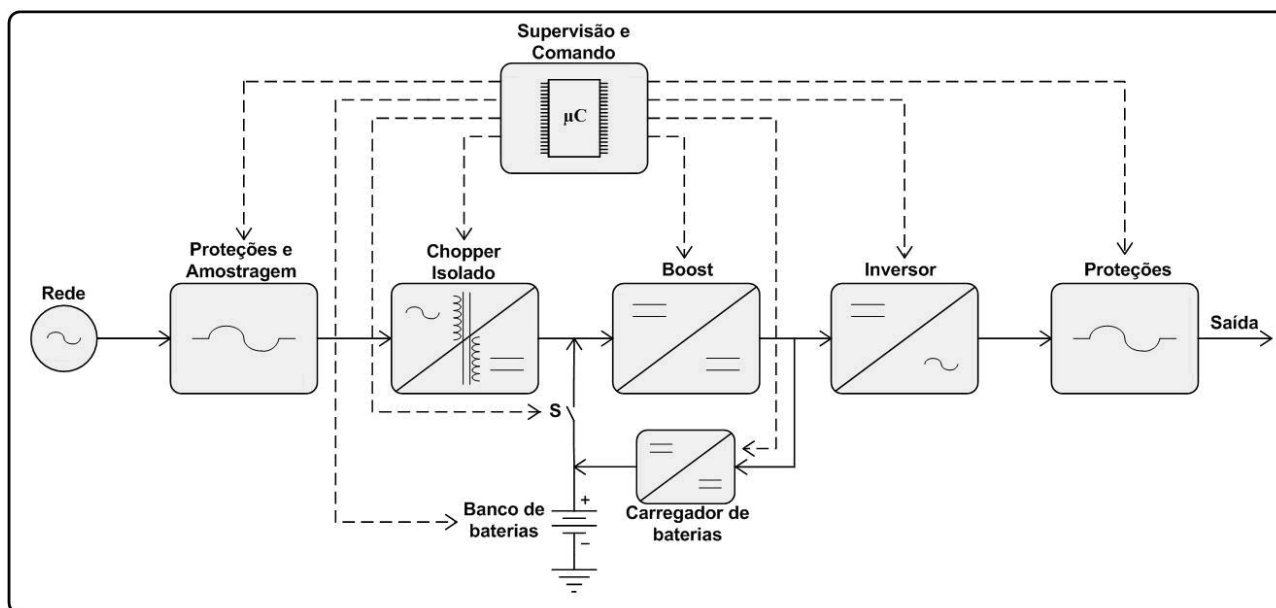 Supervisão e
Comando
µC
Proteções e
Amostragem
Chopper
Isolado
Boost
Inversor
Proteções
Rede
Saída
S
+
Banco de
baterias
−
Carregador de
baterias